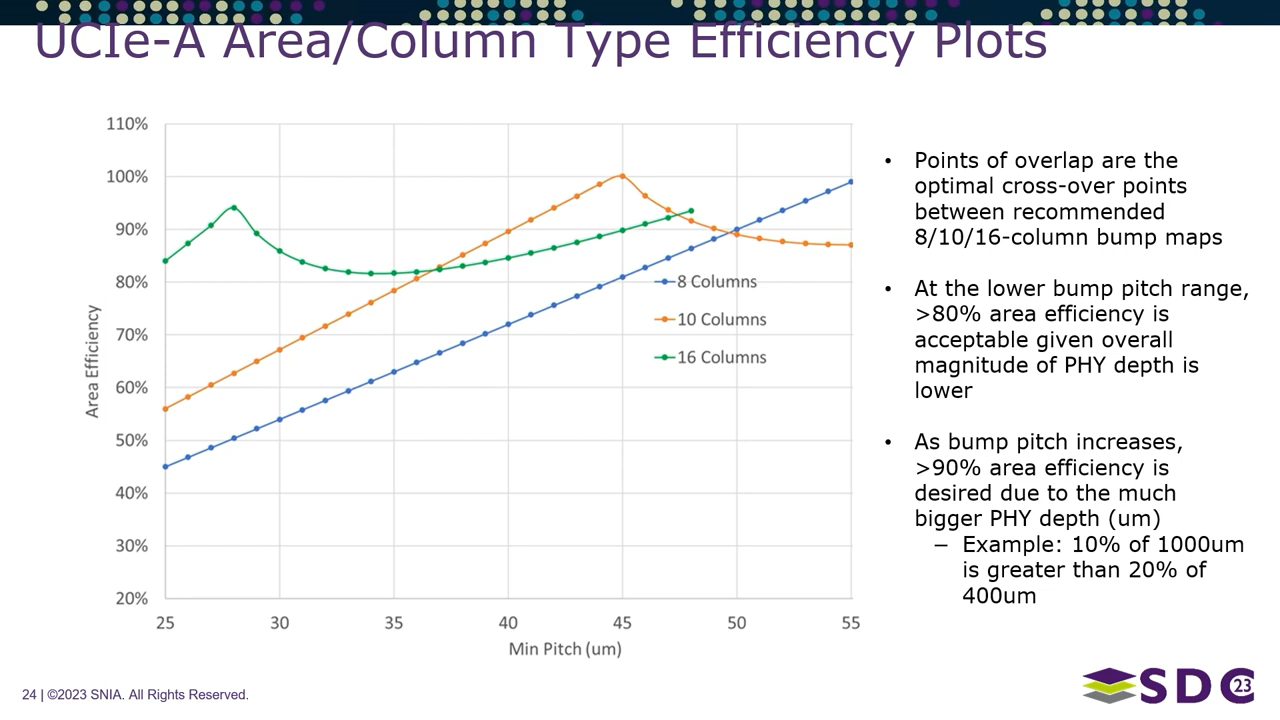 UCIe-A Area/Column Type Efficiency Plots
110%
100%
90%
80%
70%
60%
50%
40%
30%
20%
Area Efficiency
25 30 35 40 45 50 55
Min Pitch (um)
8 Columns
10 Columns
16 Columns
• Points of overlap are the
optimal cross-over points
between recommended
8/10/16-column bump maps
• At the lower bump pitch range,
>80% area efficiency is
acceptable given overall
magnitude of PHY depth is
lower
• As bump pitch increases,
>90% area efficiency is
desired due to the much
bigger PHY depth (um)
– Example: 10% of 1000um
is greater than 20% of
400um
24 | ©2023 SNIA. All Rights Reserved.
SDC 23